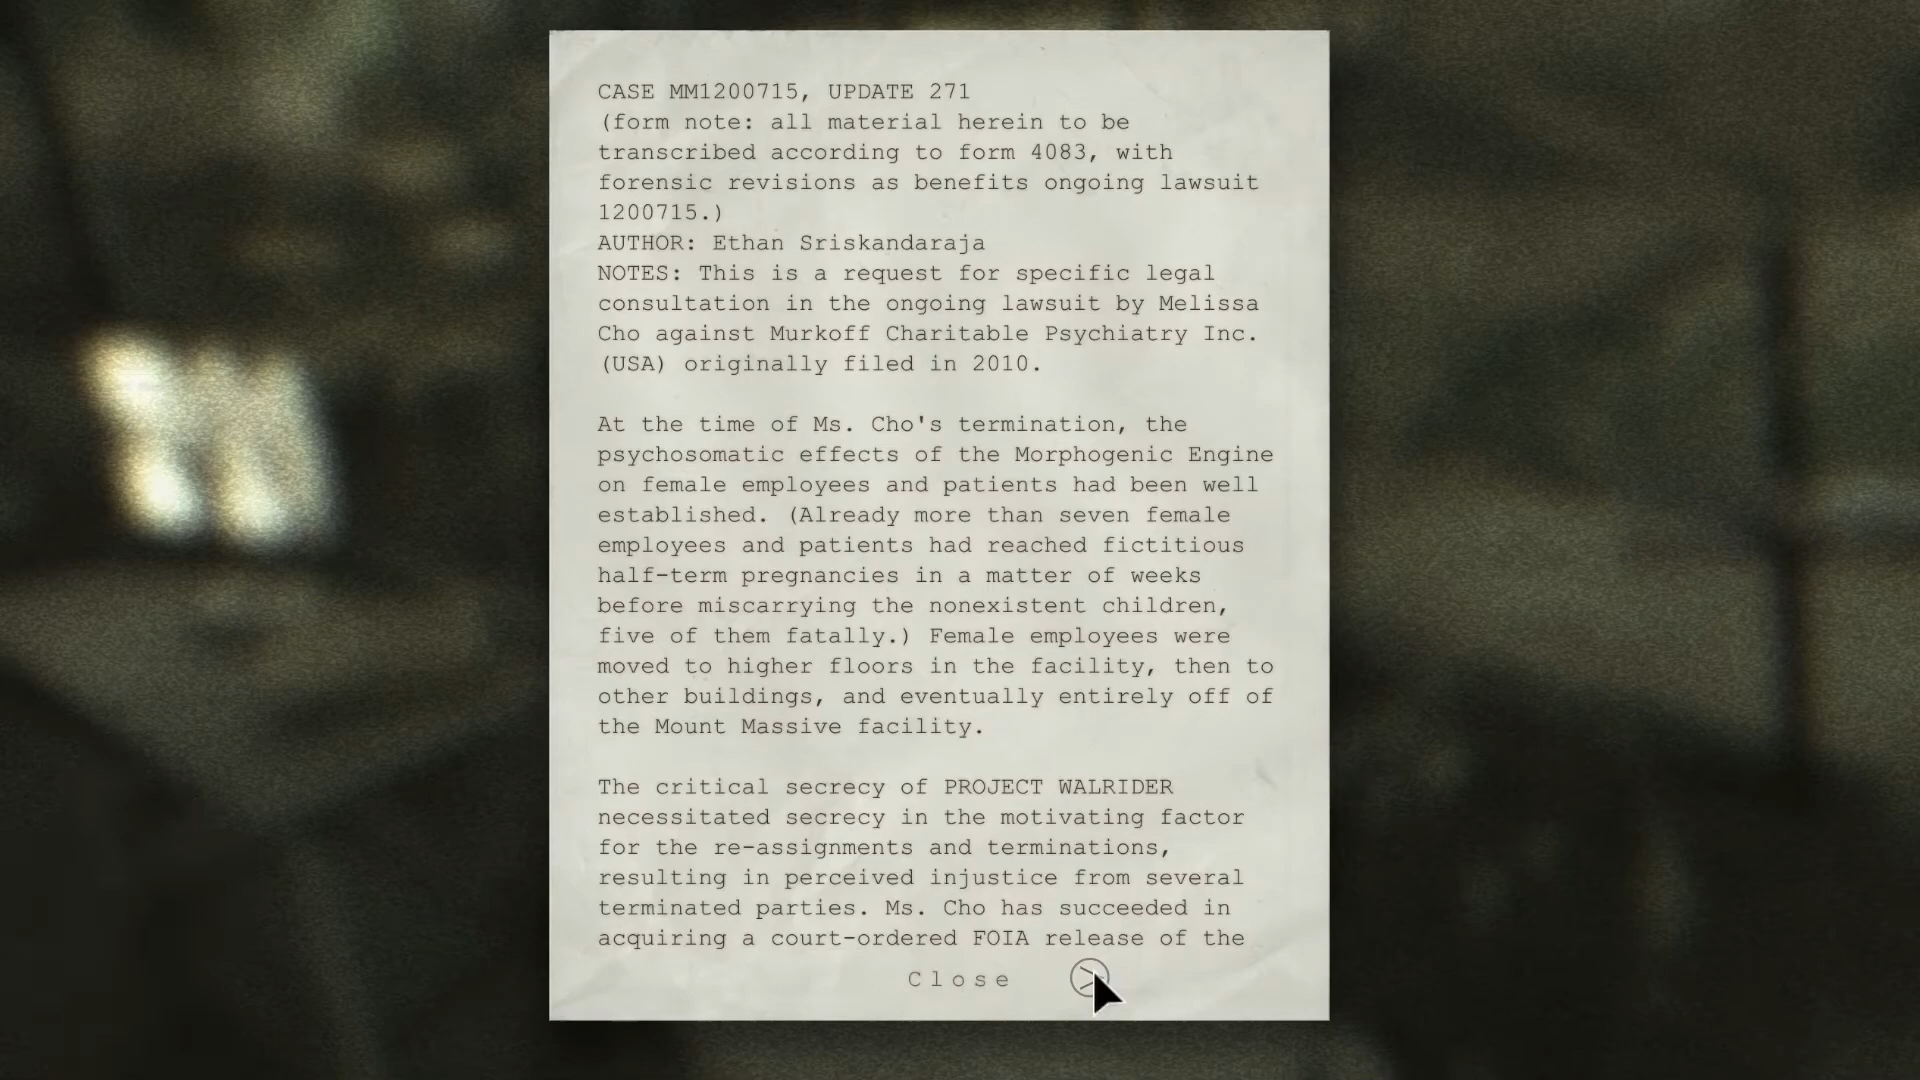 CASE MM1200715, UPDATE 271
(form note: all material herein to be
transcribed according to form 4083, with
forensic revisions as benefits ongoing lawsuit
1200715.)
AUTHOR: Ethan Sriskandaraja
NOTES: This is a request for specific legal
consultation in the ongoing lawsuit by Melissa
Cho against Murkoff Charitable Psychiatry Inc.
(USA) originally filed in 2010.
At the time of Ms. Cho's termination, the
psychosomatic effects of the Morphogenic Engine
on female employees and patients had been well
established. (Already more than seven female
employees and patients had reached fictitious
half-term pregnancies in a matter of weeks
before miscarrying the nonexistent children,
five of them fatally.) Female employees were
moved to higher floors in the facility, then to
other buildings, and eventually entirely off of
the Mount Massive facility.
The critical secrecy of PROJECT WALRIDER
necessitated secrecy in the motivating factor
for the re-assignments and terminations,
resulting in perceived injustice from several
terminated parties. Ms. Cho has succeeded in
acquiring a court-ordered FOIA release of the
Close